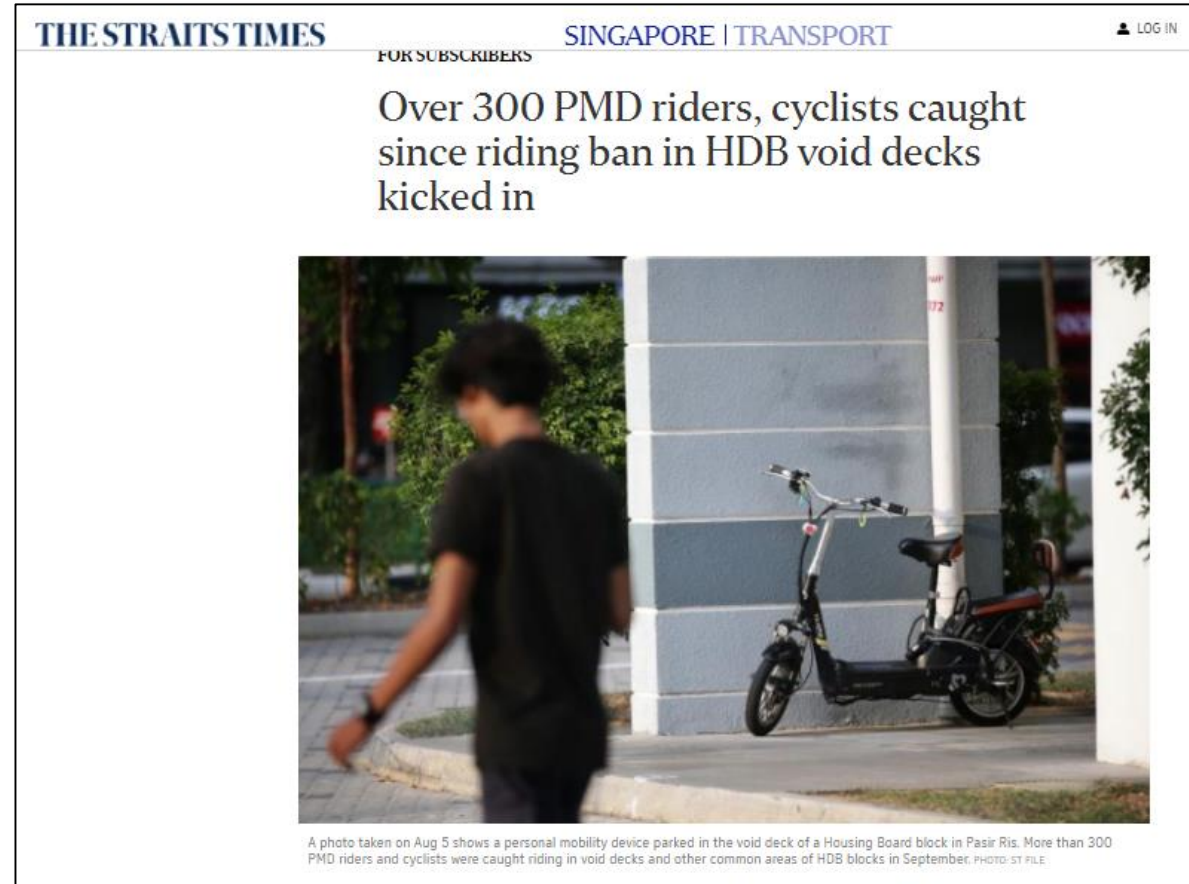 THE STRAITS TIMES
SINGAPORE | TRANSPORT
LOG IN
FOR SUBSCRIBERS
Over 300 PMD riders, cyclists caught
since riding ban in HDB void decks
kicked in
372
A photo taken on Aug 5 shows a personal mobility device parked in the void deck of a Housing Board block in Pasir Ris. More than 300
PMD riders and cyclists were caught riding in void decks and other common areas of HDB blocks in September. PHOTO: ST FILE